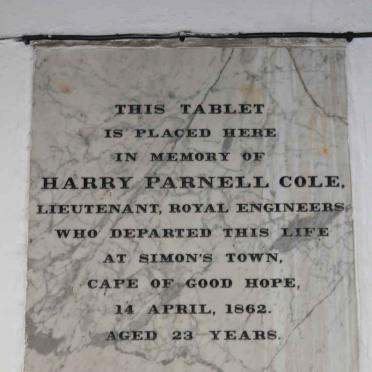 THIS TABLET
IS PLACED HERE
IN MEMORY OF
HARRY PARNELL COLE,
LIEUTENANT, ROYAL ENGINEERS
WHO DEPARTED THIS LIFE
AT SIMON'S TOWN,
CAPE OF GOOD HOPE,
14 APRIL, 1862.
AGED 23 YEARS.